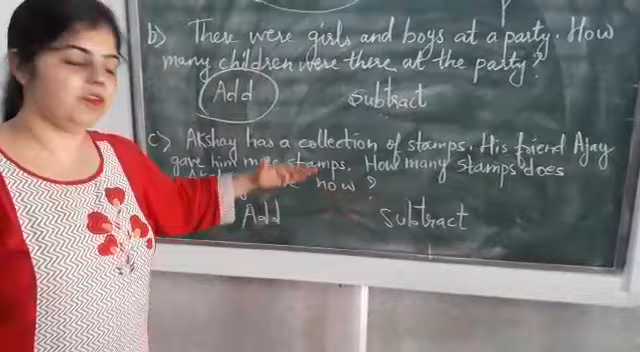 b) There were girls and boys at a party. How
many children were there at the party?
Add Subtract
c) Akshay has a collection of stamps. His friend Ajay
gave him more stamps. How many stamps does
now?
Add Subtract